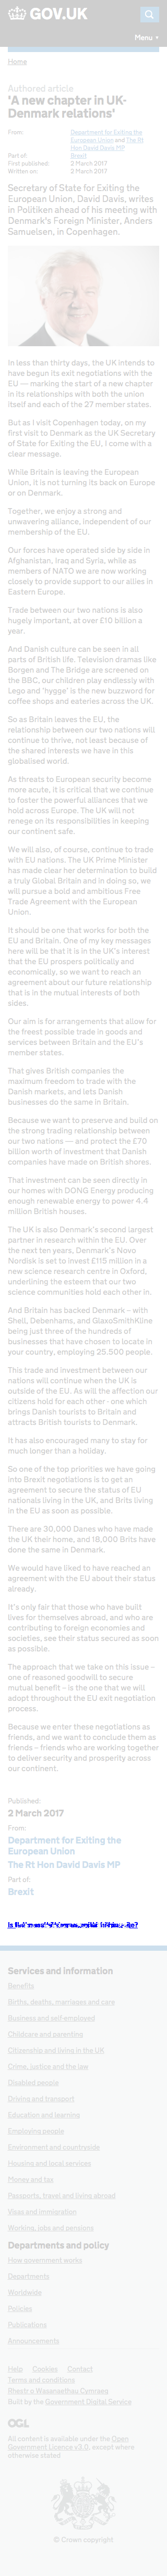 GOV.UK
Menu
Home
Authored article
'A new chapter in UK-
Denmark relations'
From:
Department for Exiting the
European Union and The Rt
Hon David Davis MP
Part of:
Brexit
First published:
2 March 2017
Written on:
2 March 2017
Secretary of State for Exiting the
European Union, David Davis, writes
in Politiken ahead of his meeting with
Denmark's Foreign Minister, Anders
Samuelsen, in Copenhagen.
In less than thirty days, the UK intends to
have begun its exit negotiations with the
EU — marking the start of a new chapter
in its relationships both with the union
itself and each of the 27 member states.
But as I visit Copenhagen today, on my
first visit to Denmark as the UK Secretary
of State for Exiting the EU, I come with a
clear message.
While Britain is leaving the European
Union, it is not turning its back on Europe
or on Denmark.
Together, we enjoy a strong and
unwavering alliance, independent of our
membership of the EU.
Our forces have operated side by side in
Afghanistan, Iraq and Syria, while as
members of NATO we are now working
closely to provide support to our allies in
Eastern Europe.
Trade between our two nations is also
hugely important, at over £10 billion a
year.
And Danish culture can be seen in all
parts of British life. Television dramas like
Borgen and The Bridge are screened on
the BBC, our children play endlessly with
Lego and 'hygge' is the new buzzword for
coffee shops and eateries across the UK.
So as Britain leaves the EU, the
relationship between our two nations will
continue to thrive, not least because of
the shared interests we have in this
globalised world.
As threats to European security become
more acute, it is clear that we continue
to foster the powerful alliances that we've
built up across Europe. The UK will not
renege on its responsibilities in keeping
our continent safe.
We will also, of course, continue to trade
with EU nations. The UK Prime Minister
has made clear her determination to build
a truly Global Britain and in doing so, we
will pursue a bold and ambitious Free
Trade Agreement with the European
Union.
It should be one that works for both the
EU and Britain. One of my key messages
here will be that it is in the UK's interest
that the EU prospers politically and
economically, so we want to reach an
agreement about our future relationship
that is in the mutual interests of both
sides.
Our aim is for arrangements that allow for
the freest possible trade in goods and
services between Britain and the EU's
member states.
That gives British companies the
maximum freedom to trade with the
Danish markets, and lets Danish
businesses do the same in Britain.
Because we want to preserve and build on
the strong trading relationship between
our two nations — and protect the £70
billion worth of investment that Danish
companies have made on British shores.
That investment can be seen directly in
our homes with DONG Energy producing
enough renewable energy to power 4.4
million British houses.
The UK is also Denmark's second largest
partner in research within the EU. Over
the next ten years, Denmark's Novo
Nordisk is set to invest £115 million in a
new science research centre in Oxford,
underlining the esteem that our two
science communities hold each other in.
And Britain has backed Denmark – with
Shell, Debenhams, and GlaxoSmithKline
being just three of the hundreds of
businesses that have chosen to locate in
your country, employing 25,500 people.
This trade and investment between our
nations will continue when the UK is
outside of the EU. As will the affection our
citizens hold for each other - one which
brings Danish tourists to Britain and
attracts British tourists to Denmark.
It has also encouraged many to stay for
much longer than a holiday.
So one of the top priorities we have going
into Brexit negotiations is getting an
agreement to secure the status of EU
nationals living in the UK, and Brits living
in the EU as soon as possible.
There are 30,000 Danes who have made
the UK their home, and 18,000 Brits have
done the same in Denmark.
We would have liked to have reached an
agreement with the EU about their status
already.
It's only fair that those who have built
lives for themselves abroad, and who are
contributing to foreign economies and
societies, see their status secured as soon
as possible.
The approach that we take on this issue –
one of reasoned goodwill to secure
mutual benefit – is the one that we will
adopt throughout the EU exit negotiation
process.
Because we enter these negotiations as
friends, and we want to conclude them as
friends — who are working together to
deliver security and prosperity across our
continent.
Published:
2 March 2017
From:
Department for Exiting the
European Union
The Rt Hon David Davis MP
Part of:
Brexit
Services and information
Benefits
Births, deaths, marriages and care
Business and self-employed
Childcare and parenting
Citizenship and living in the UK
Crime, justice and the law
Disabled people
Driving and transport
Education and learning
Employing people
Environment and countryside
Housing and local services
Money and tax
Passports, travel and living abroad
Visas and immigration
Working, jobs and pensions
Departments and policy
How government works
Departments
Worldwide
Policies
Publications
Announcements
Help Cookies Contact
Terms and conditions
Rhestr o Wasanaethau Cymraeg
Built by the Government Digital Service
OGL
All content is available under the Open
Government Licence v3.0, except where
otherwise stated
© Crown copyright